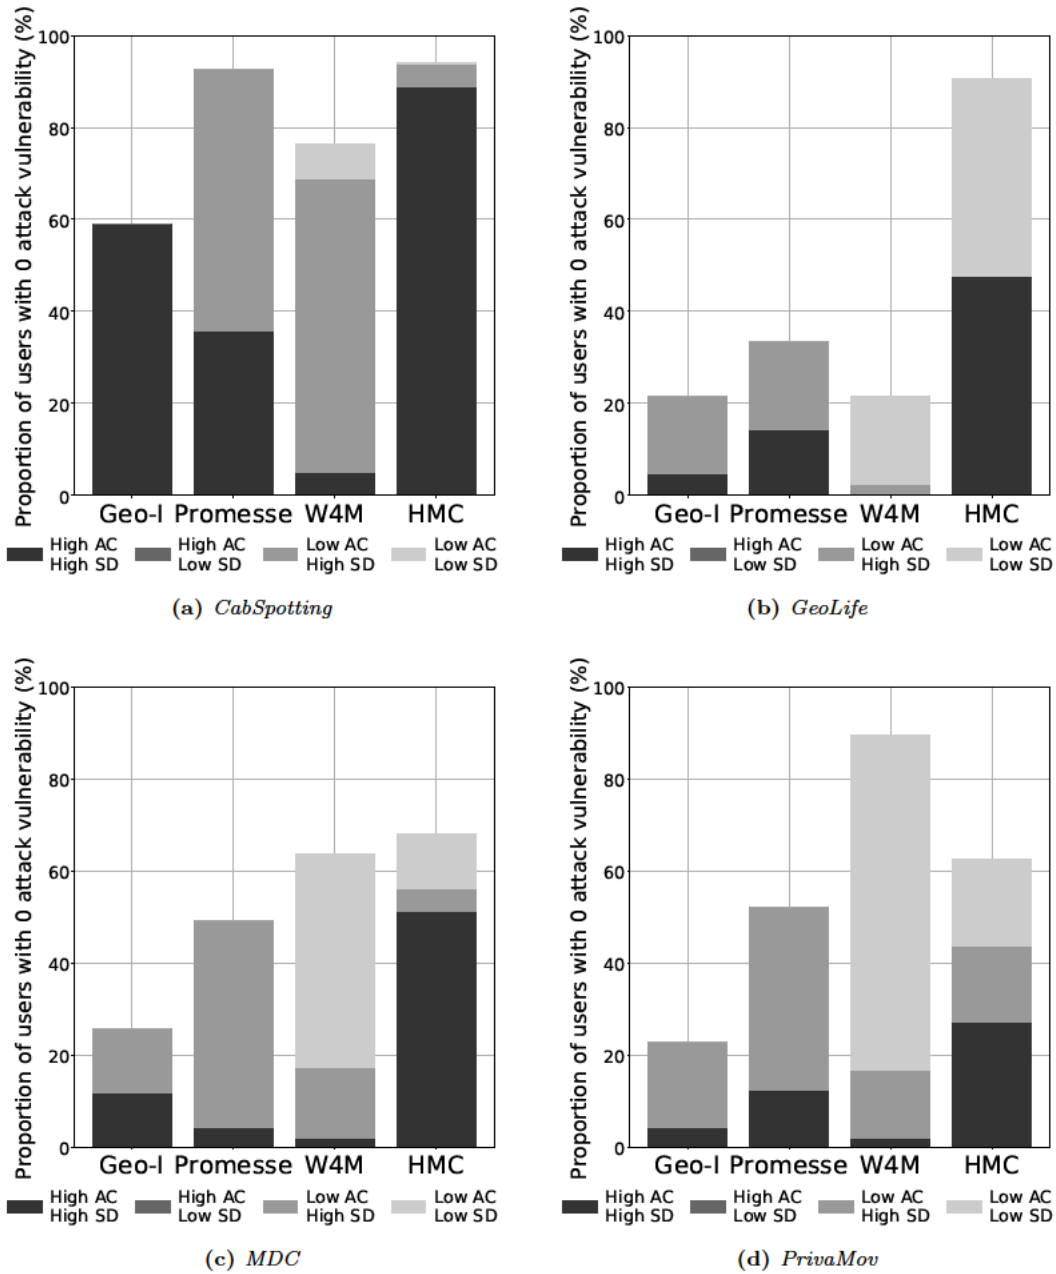 Proportion of users with 0 attack vulnerability (%)
100
80
60
40
20
0
Geo-I Promesse W4M HMC
High AC High AC Low AC Low AC
High SD Low SD High SD Low SD
(a) CabSpotting
Proportion of users with 0 attack vulnerability (%)
100
80
60
40
20
0
Geo-I Promesse W4M HMC
High AC High AC Low AC Low AC
High SD Low SD High SD Low SD
(b) GeoLife
Proportion of users with 0 attack vulnerability (%)
100
80
60
40
20
0
Geo-I Promesse W4M HMC
High AC High AC Low AC Low AC
High SD Low SD High SD Low SD
(c) MDC
Proportion of users with 0 attack vulnerability (%)
100
80
60
40
20
0
Geo-I Promesse W4M HMC
High AC High AC Low AC Low AC
High SD Low SD High SD Low SD
(d) PrivaMov